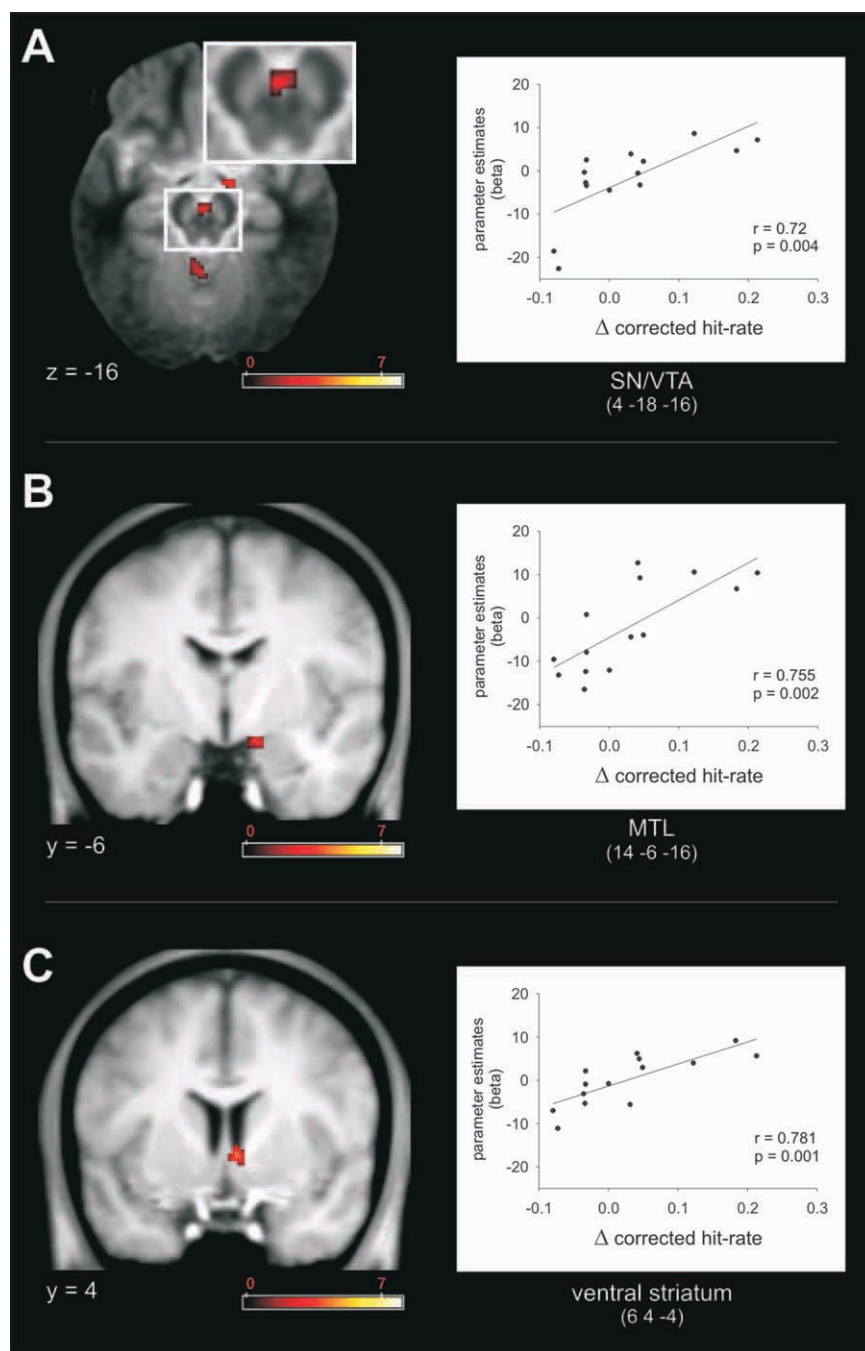 A
20
10
0
-10
-20
parameter estimates
(beta)
r = 0.72
p = 0.004
-0.1 0.0 0.1 0.2 0.3
Δ corrected hit-rate
z = -16
0 7
SN/VTA
(4 -18 -16)
B
20
10
0
-10
-20
parameter estimates
(beta)
r = 0.755
p = 0.002
-0.1 0.0 0.1 0.2 0.3
Δ corrected hit-rate
y = -6
0 7
MTL
(14 -6 -16)
C
20
10
0
-10
-20
parameter estimates
(beta)
r = 0.781
p = 0.001
-0.1 0.0 0.1 0.2 0.3
Δ corrected hit-rate
y = 4
0 7
ventral striatum
(6 4 -4)